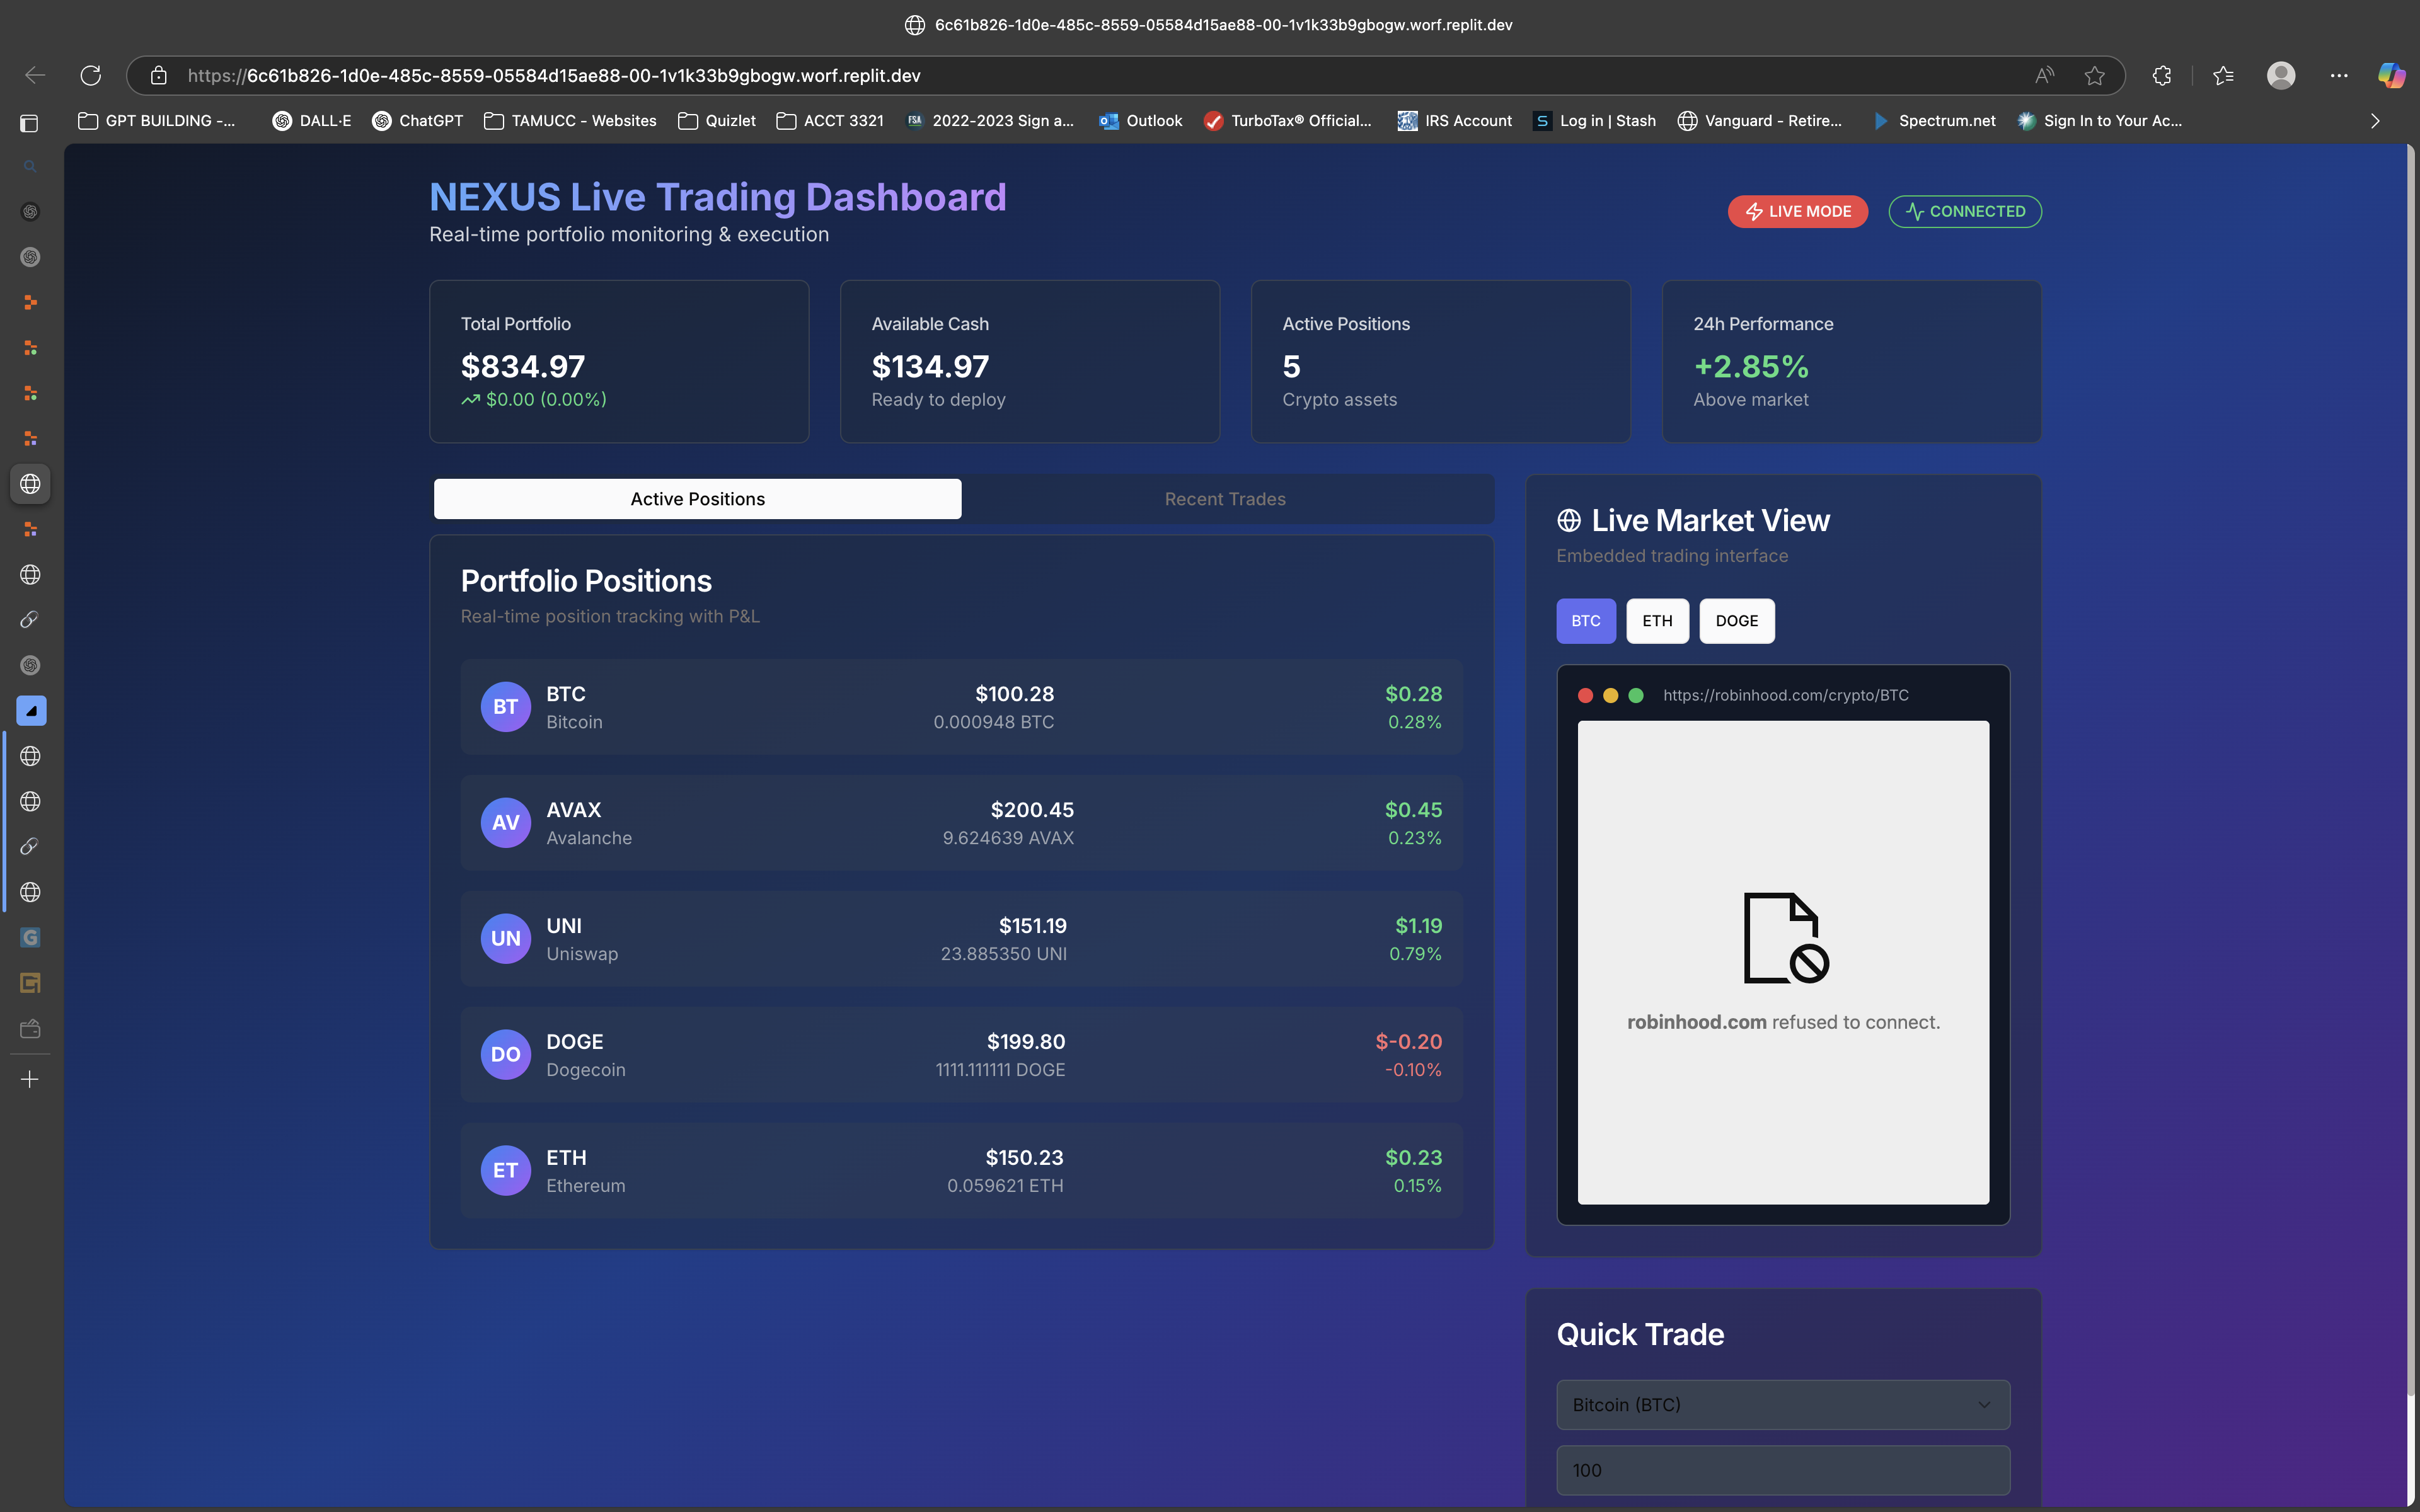 6c61b826-1d0e-485c-8559-05584d15ae88-00-1v1k33b9gbogw.worf.replit.dev
https://6c61b826-1d0e-485c-8559-05584d15ae88-00-1v1k33b9gbogw.worf.replit.dev
GPT BUILDING -... DALL·E ChatGPT TAMUCC - Websites Quizlet ACCT 3321 FSA 2022-2023 Sign a... Outlook TurboTax® Official... IRS Account S Log in | Stash Vanguard - Retire... Spectrum.net Sign In to Your Ac...
NEXUS Live Trading Dashboard
Real-time portfolio monitoring & execution
LIVE MODE
CONNECTED
Total Portfolio
$834.97
$0.00 (0.00%)
Available Cash
$134.97
Ready to deploy
Active Positions
5
Crypto assets
24h Performance
+2.85%
Above market
Active Positions
Recent Trades
Portfolio Positions
Real-time position tracking with P&L
BT
BTC
Bitcoin
$100.28
0.000948 BTC
$0.28
0.28%
AV
AVAX
Avalanche
$200.45
9.624639 AVAX
$0.45
0.23%
UN
UNI
Uniswap
$151.19
23.885350 UNI
$1.19
0.79%
DO
DOGE
Dogecoin
$199.80
1111.111111 DOGE
$-0.20
-0.10%
ET
ETH
Ethereum
$150.23
0.059621 ETH
$0.23
0.15%
Live Market View
Embedded trading interface
BTC
ETH
DOGE
https://robinhood.com/crypto/BTC
robinhood.com refused to connect.
Quick Trade
Bitcoin (BTC)
100